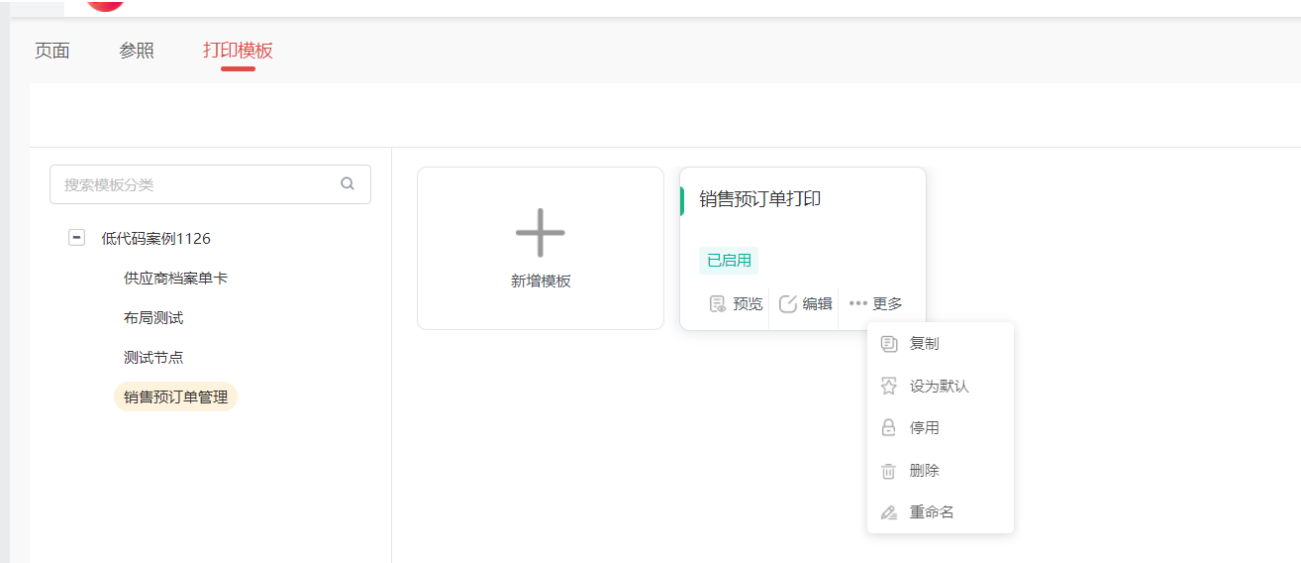 页面 参照 打印模板
搜索模板分类
低代码案例1126
供应商档案单卡
布局测试
测试节点
销售预订单管理
新增模板
销售预订单打印
已启用
预览 编辑 更多
复制
设为默认
停用
删除
重命名